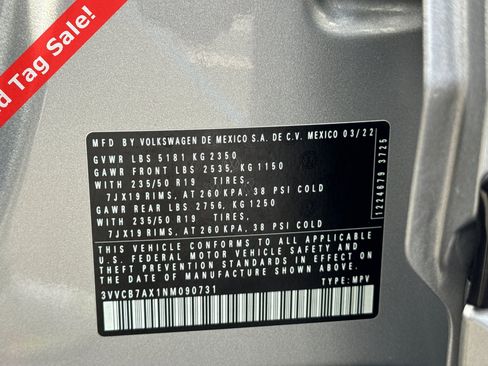 d Tag Sale!
MFD BY VOLKSWAGEN DE MEXICO S.A. DE C.V. MEXICO 03/22
GVWR LBS 5181 KG 2350
GAWR FRONT LBS 2535, KG 1150
WITH 235/50 R19 TIRES,
7JX19 RIMS, AT 260 KPA, 38 PSI COLD
GAWR REAR LBS 2756, KG 1250
WITH 235/50 R19 TIRES,
7JX19 RIMS, AT 260 KPA, 38 PSI COLD
THIS VEHICLE CONFORMS TO ALL APPLICABLE
U.S. FEDERAL MOTOR VEHICLE SAFETY AND
THEFT PREVENTION STANDARDS IN EFFECT ON
THE DATE OF MANUFACTURE SHOWN ABOVE
3VVCB7AX1NM090731 TYPE: MPV
1224679 3725